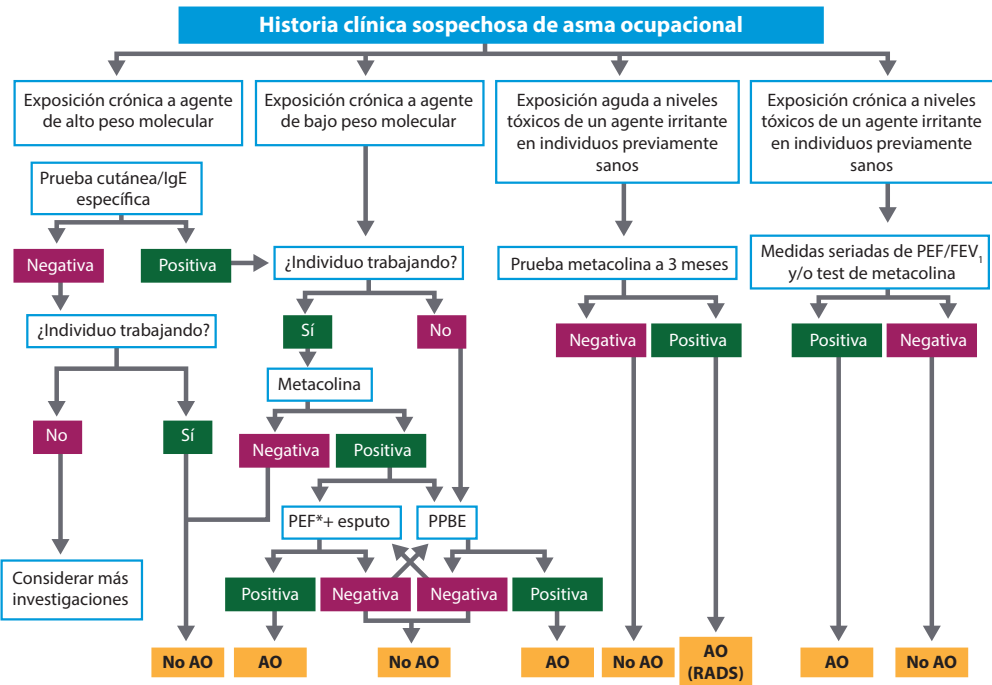 Historia clínica sospechosa de asma ocupacional
Exposición crónica a agente
de alto peso molecular
Exposición crónica a agente
de bajo peso molecular
Exposición aguda a niveles
tóxicos de un agente irritante
en individuos previamente
sanos
Exposición crónica a niveles
tóxicos de un agente irritante
en individuos previamente
sanos
Prueba cutánea/IgE
específica
Negativa
Positiva
¿Individuo trabajando?
Prueba metacolina a 3 meses
Medidas seriadas de PEF/FEV₁
y/o test de metacolina
¿Individuo trabajando?
Sí
No
Negativa
Positiva
Positiva
Negativa
Metacolina
No
Sí
Negativa
Positiva
PEF*+ esputo
PPBE
Considerar más
investigaciones
Positiva
Negativa
Negativa
Positiva
No AO
AO
No AO
AO
No AO
AO
(RADS)
AO
No AO